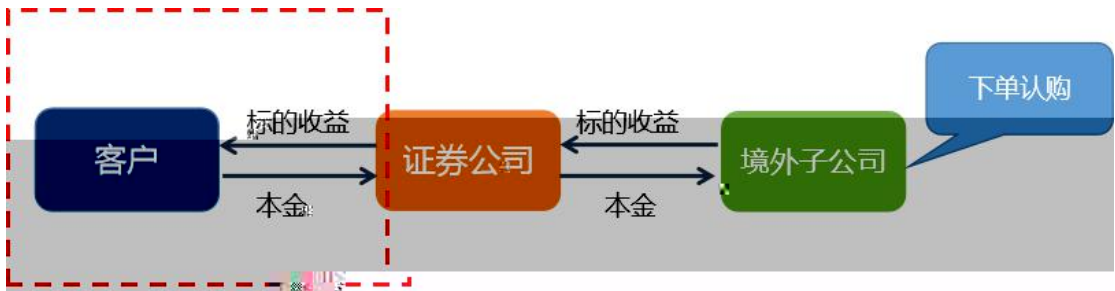 下单认购
标的收益
标的收益
客户
证券公司
境外子公司
本金
本金